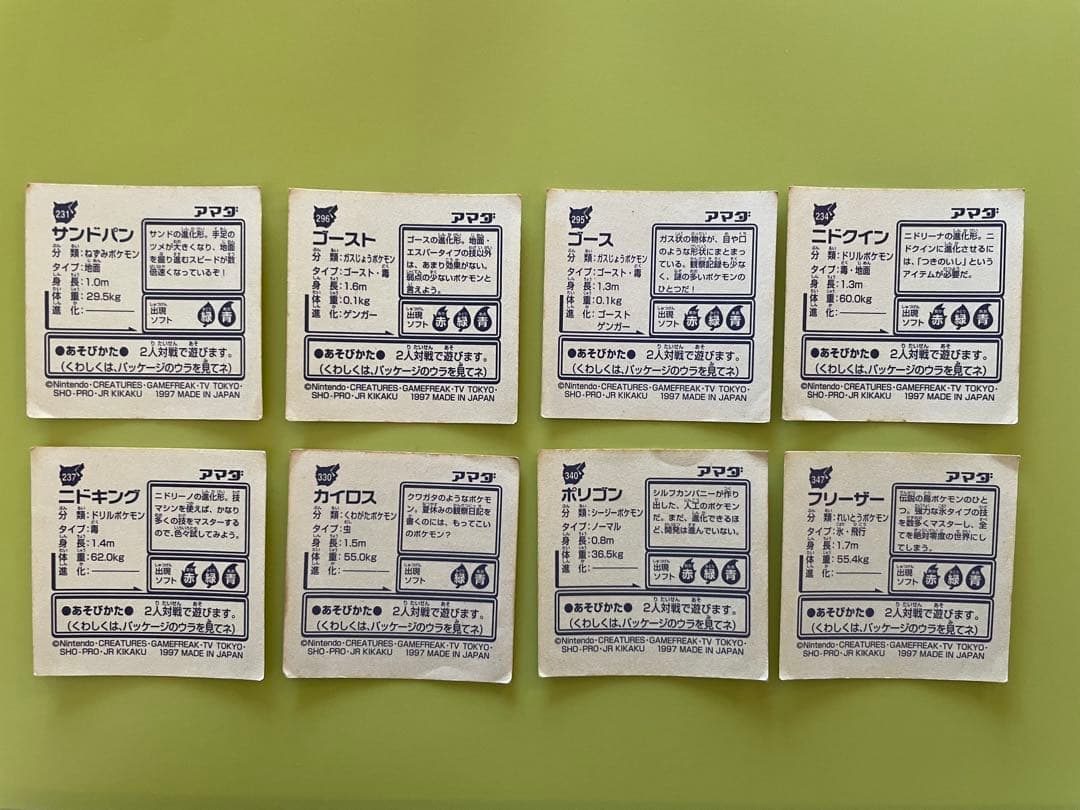 231
アマダ
サンドパン
分類:ねずみポケモン
タイプ:地面
身長:1.0m
体重:29.5kg
進化:————
サンドの進化形。手足の
ツメが大きくなり、地面
を掘り進むスピードが数
倍速くなっているぞ!
出現
ソフト
緑 青
●あそびかた● 2人対戦で遊びます。
(くわしくは、パッケージのウラを見てネ)
©Nintendo・CREATURES・GAMEFREAK・TV TOKYO・
SHO-PRO・JR KIKAKU 1997 MADE IN JAPAN
296
アマダ
ゴースト
分類:ガスじょうポケモン
タイプ:ゴースト・毒
身長:1.6m
体重:0.1kg
進化:ゲンガー
ゴースの進化形。地面・
エスパータイプの技以外
は、あまり効果がない。
弱点の少ないポケモンと
言えよう。
出現
ソフト
赤 緑 青
●あそびかた● 2人対戦で遊びます。
(くわしくは、パッケージのウラを見てネ)
©Nintendo・CREATURES・GAMEFREAK・TV TOKYO・
SHO-PRO・JR KIKAKU 1997 MADE IN JAPAN
295
アマダ
ゴース
分類:ガスじょうポケモン
タイプ:ゴースト・毒
身長:1.3m
体重:0.1kg
進化:ゴースト
ゲンガー
ガス状の物体が、目や口
のような形状にまとまっ
ている。観察記録も少な
く、謎の多いポケモンの
ひとつだ!
出現
ソフト
赤 緑 青
●あそびかた● 2人対戦で遊びます。
(くわしくは、パッケージのウラを見てネ)
©Nintendo・CREATURES・GAMEFREAK・TV TOKYO・
SHO-PRO・JR KIKAKU 1997 MADE IN JAPAN
234
アマダ
ニドクイン
分類:ドリルポケモン
タイプ:毒・地面
身長:1.3m
体重:60.0kg
進化:————
ニドリーナの進化形。ニ
ドクインに進化させるに
は、「つきのいし」という
アイテムが必要だ。
出現
ソフト
赤 緑 青
●あそびかた● 2人対戦で遊びます。
(くわしくは、パッケージのウラを見てネ)
©Nintendo・CREATURES・GAMEFREAK・TV TOKYO・
SHO-PRO・JR KIKAKU 1997 MADE IN JAPAN
237
アマダ
ニドキング
分類:ドリルポケモン
タイプ:毒
身長:1.4m
体重:62.0kg
進化:————
ニドリーノの進化形。技
マシンを使えば、かなり
多くの技をマスターする
ので、色々試してみよう。
出現
ソフト
赤 緑 青
●あそびかた● 2人対戦で遊びます。
(くわしくは、パッケージのウラを見てネ)
©Nintendo・CREATURES・GAMEFREAK・TV TOKYO・
SHO-PRO・JR KIKAKU 1997 MADE IN JAPAN
330
アマダ
カイロス
分類:くわがたポケモン
タイプ:虫
身長:1.5m
体重:55.0kg
進化:————
クワガタのようなポケモ
ン。夏休みの観察日記を
書くのには、もってこい
のポケモン?
出現
ソフト
緑 青
●あそびかた● 2人対戦で遊びます。
(くわしくは、パッケージのウラを見てネ)
©Nintendo・CREATURES・GAMEFREAK・TV TOKYO・
SHO-PRO・JR KIKAKU 1997 MADE IN JAPAN
340
アマダ
ポリゴン
分類:シージーポケモン
タイプ:ノーマル
身長:0.8m
体重:36.5kg
進化:————
シルフカンパニーが作り
出した、人工のポケモン
だ。まだ、進化できるほ
ど、開発は進んでいない。
出現
ソフト
赤 緑 青
●あそびかた● 2人対戦で遊びます。
(くわしくは、パッケージのウラを見てネ)
©Nintendo・CREATURES・GAMEFREAK・TV TOKYO・
SHO-PRO・JR KIKAKU 1997 MADE IN JAPAN
347
アマダ
フリーザー
分類:れいとうポケモン
タイプ:氷・飛行
身長:1.7m
体重:55.4kg
進化:————
伝説の鳥ポケモンのひと
つ。強力な氷タイプの技
を数多くマスターし、全
てを絶対零度の世界にし
てしまう。
出現
ソフト
赤 緑 青
●あそびかた● 2人対戦で遊びます。
(くわしくは、パッケージのウラを見てネ)
©Nintendo・CREATURES・GAMEFREAK・TV TOKYO・
SHO-PRO・JR KIKAKU 1997 MADE IN JAPAN